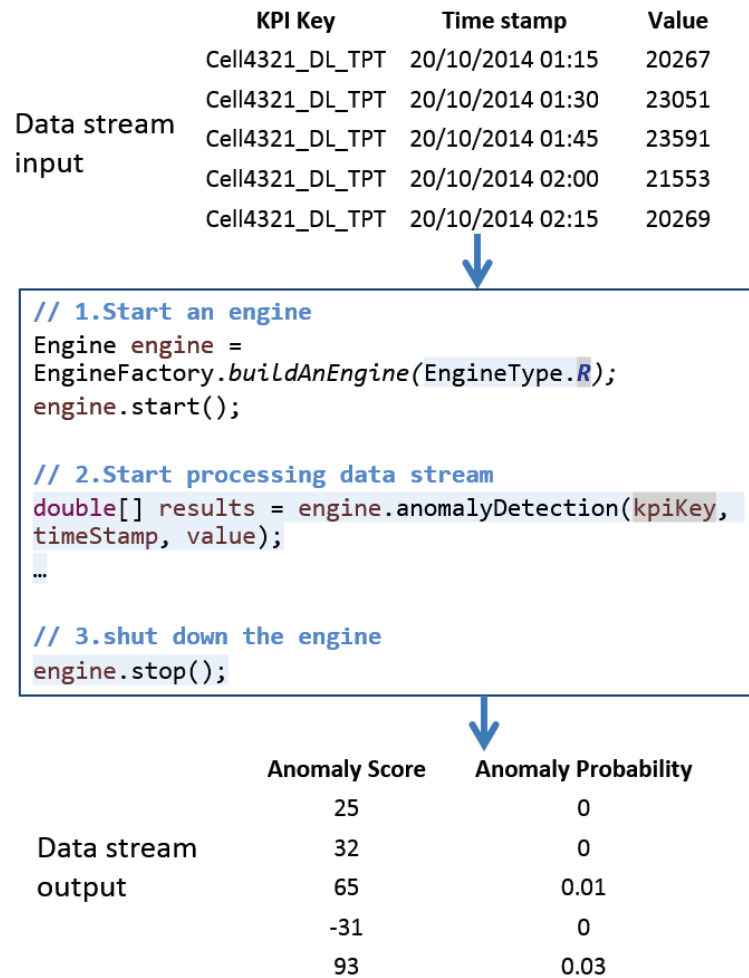 KPI Key Time stamp Value
Cell4321_DL_TPT 20/10/2014 01:15 20267
Cell4321_DL_TPT 20/10/2014 01:30 23051
Data stream
input
Cell4321_DL_TPT 20/10/2014 01:45 23591
Cell4321_DL_TPT 20/10/2014 02:00 21553
Cell4321_DL_TPT 20/10/2014 02:15 20269
// 1.Start an engine
Engine engine =
EngineFactory.buildAnEngine(EngineType.R);
engine.start();
// 2.Start processing data stream
double[] results = engine.anomalyDetection(kpiKey,
timeStamp, value);
…
// 3.shut down the engine
engine.stop();
Anomaly Score Anomaly Probability
25 0
Data stream
output
32 0
65 0.01
-31 0
93 0.03